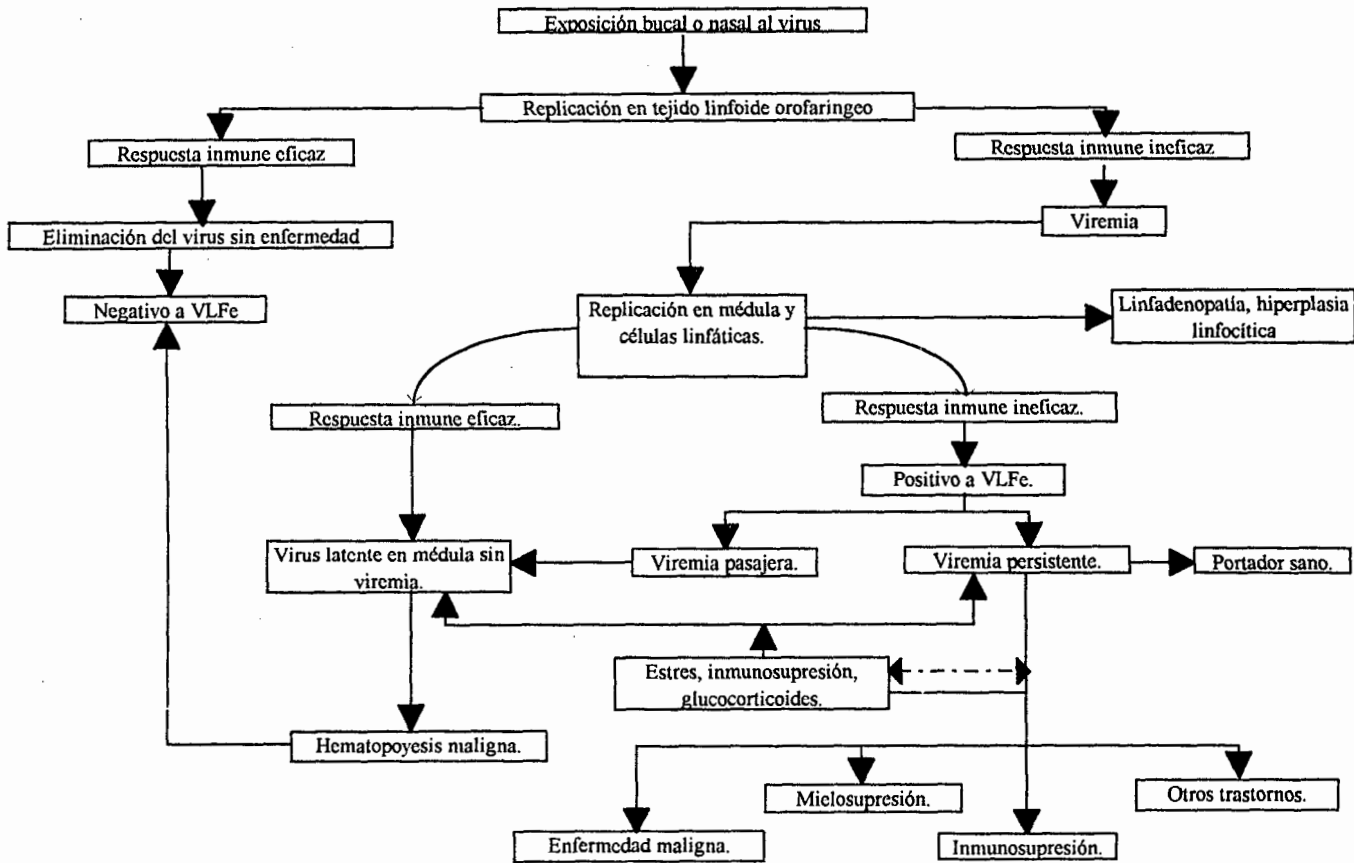 Exposición bucal o nasal al virus
Replicación en tejido linfoide orofaringeo
Respuesta inmune eficaz
Respuesta inmune ineficaz
Eliminación del virus sin enfermedad
Viremia
Negativo a VLFe
Replicación en médula y
células linfáticas.
Linfadenopatía, hiperplasia
linfocítica
Respuesta inmune eficaz.
Respuesta inmune ineficaz.
Positivo a VLFe.
Virus latente en médula sin
viremia.
Viremia pasajera.
Viremia persistente.
Portador sano.
Estres, inmunosupresión,
glucocorticoides.
Hematopoyesis maligna.
Mielosupresión.
Otros trastornos.
Enfermedad maligna.
Inmunosupresión.